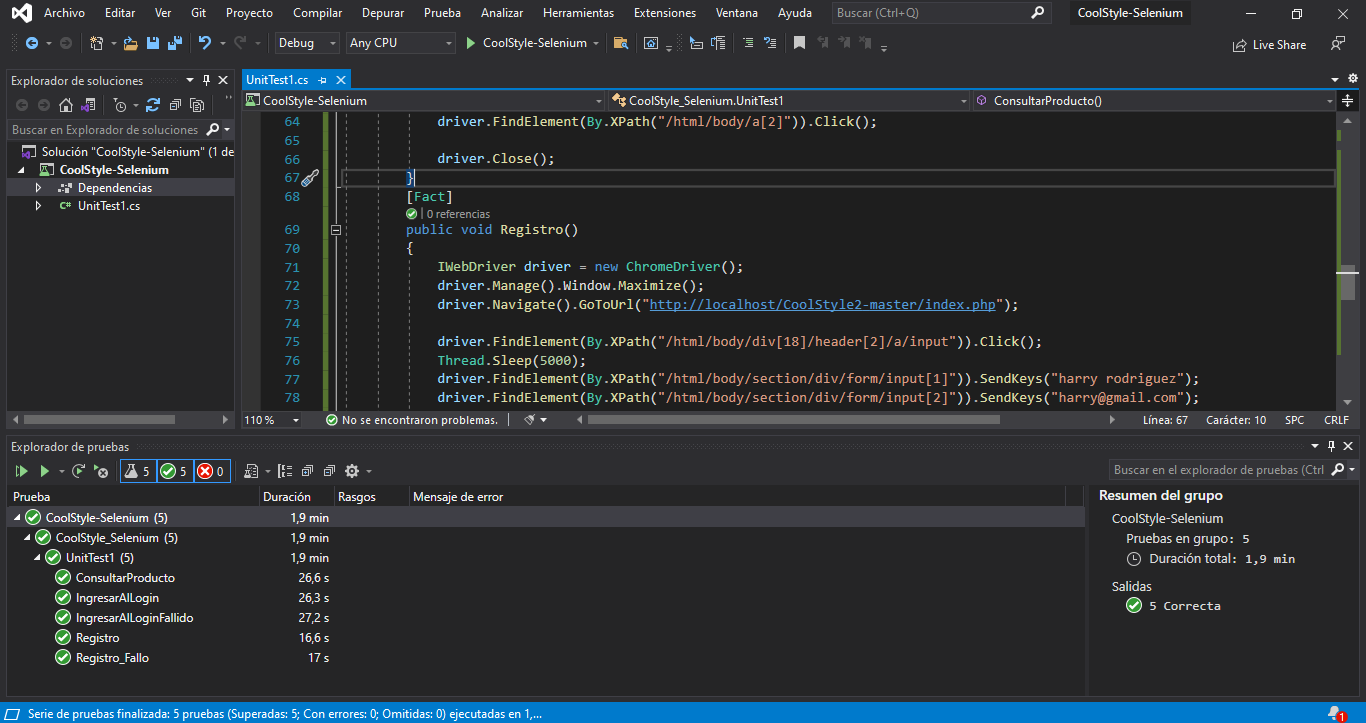 Archivo Editar Ver Git Proyecto Compilar Depurar Prueba Analizar Herramientas Extensiones Ventana Ayuda Buscar (Ctrl+Q) CoolStyle-Selenium
Debug Any CPU CoolStyle-Selenium Live Share
Explorador de soluciones
Buscar en Explorador de soluciones
Solución "CoolStyle-Selenium" (1 de
CoolStyle-Selenium
Dependencias
C# UnitTest1.cs
UnitTest1.cs
CoolStyle-Selenium CoolStyle_Selenium.UnitTest1 ConsultarProducto()
64 driver.FindElement(By.XPath("/html/body/a[2]")).Click();
65
66 driver.Close();
67 }
68 [Fact]
0 referencias
69 public void Registro()
70 {
71 IWebDriver driver = new ChromeDriver();
72 driver.Manage().Window.Maximize();
73 driver.Navigate().GoToUrl("http://localhost/CoolStyle2-master/index.php");
74
75 driver.FindElement(By.XPath("/html/body/div[18]/header[2]/a/input")).Click();
76 Thread.Sleep(5000);
77 driver.FindElement(By.XPath("/html/body/section/div/form/input[1]")).SendKeys("harry rodriguez");
78 driver.FindElement(By.XPath("/html/body/section/div/form/input[2]")).SendKeys("harry@gmail.com");
110 % No se encontraron problemas. Línea: 67 Carácter: 10 SPC CRLF
Explorador de pruebas
5 5 0 Buscar en el explorador de pruebas (Ctrl
Prueba Duración Rasgos Mensaje de error
CoolStyle-Selenium (5) 1,9 min
CoolStyle_Selenium (5) 1,9 min
UnitTest1 (5) 1,9 min
ConsultarProducto 26,6 s
IngresarAlLogin 26,3 s
IngresarAlLoginFallido 27,2 s
Registro 16,6 s
Registro_Fallo 17 s
Resumen del grupo
CoolStyle-Selenium
Pruebas en grupo: 5
Duración total: 1,9 min
Salidas
5 Correcta
Serie de pruebas finalizada: 5 pruebas (Superadas: 5; Con errores: 0; Omitidas: 0) ejecutadas en 1,... 1